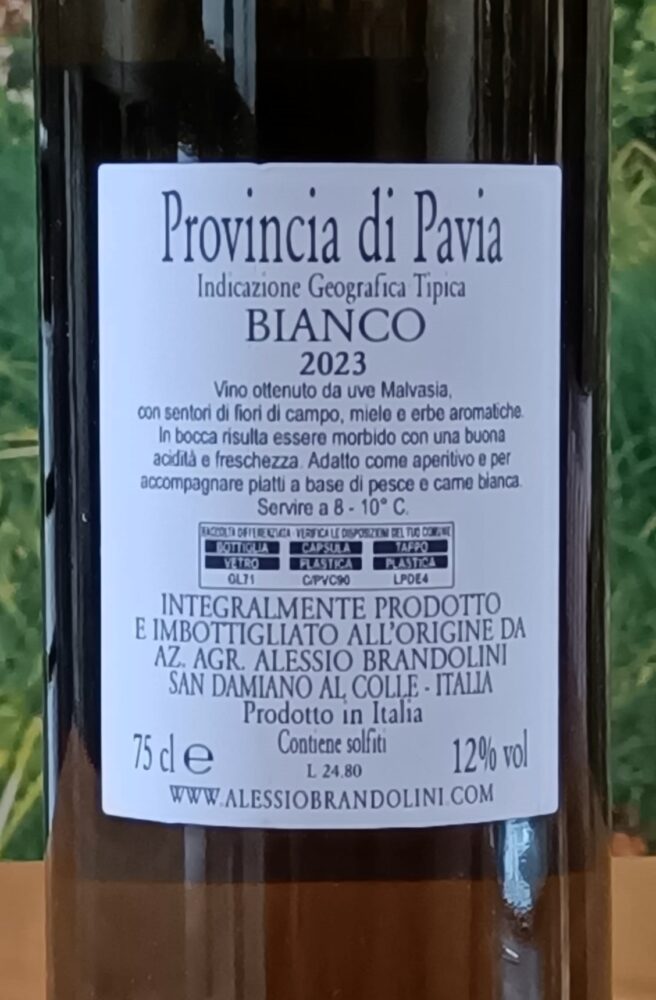 Provincia di Pavia
Indicazione Geografica Tipica
BIANCO
2023
Vino ottenuto da uve Malvasia,
con sentori di fiori di campo, miele e erbe aromatiche.
In bocca risulta essere morbido con una buona
acidità e freschezza. Adatto come aperitivo e per
accompagnare piatti a base di pesce e carne bianca.
Servire a 8 - 10° C.
RACCOLTA DIFFERENZIATA - VERIFICA LE DISPOSIZIONI DEL TUO COMUNE
BOTTIGLIA CAPSULA TAPPO
VETRO PLASTICA PLASTICA
GL71 C/PVC90 LPDE4
INTEGRALMENTE PRODOTTO
E IMBOTTIGLIATO ALL'ORIGINE DA
AZ. AGR. ALESSIO BRANDOLINI
SAN DAMIANO AL COLLE - ITALIA
Prodotto in Italia
75 cl e Contiene solfiti 12% vol
L 24.80
WWW.ALESSIOBRANDOLINI.COM